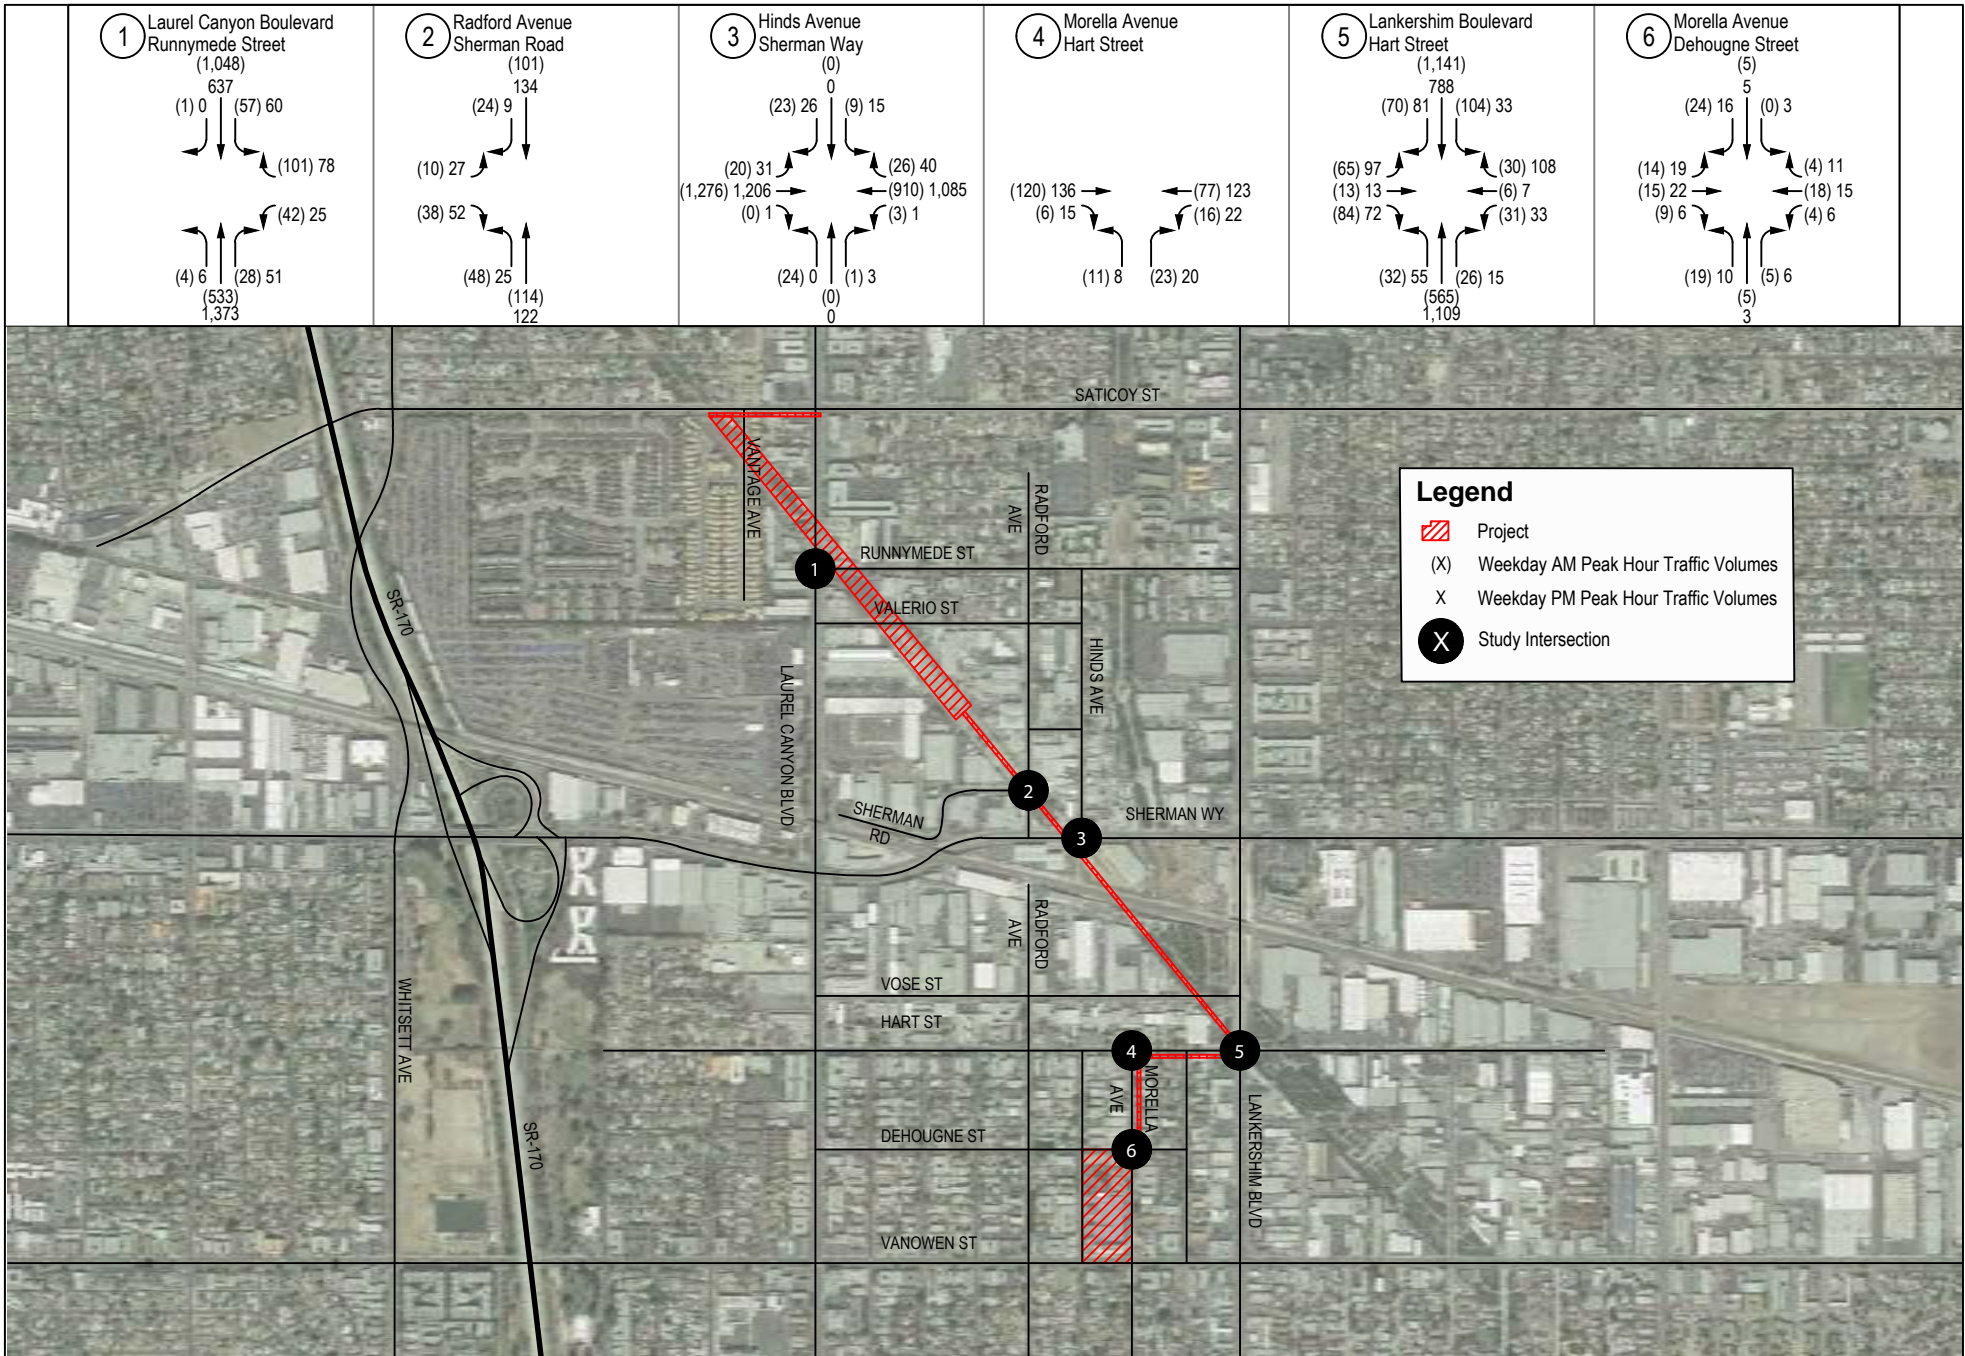 1 Laurel Canyon Boulevard
Runnymede Street
(1,048)
637
(1) 0 (57) 60
(101) 78
(42) 25
(4) 6 (28) 51
(533)
1,373
2 Radford Avenue
Sherman Road
(101)
134
(24) 9
(10) 27
(38) 52
(48) 25
(114)
122
3 Hinds Avenue
Sherman Way
(0)
0
(23) 26 (9) 15
(20) 31 (26) 40
(1,276) 1,206 (910) 1,085
(0) 1 (3) 1
(24) 0 (1) 3
(0)
0
4 Morella Avenue
Hart Street
(120) 136 (77) 123
(6) 15 (16) 22
(11) 8 (23) 20
5 Lankershim Boulevard
Hart Street
(1,141)
788
(70) 81 (104) 33
(65) 97 (30) 108
(13) 13 (6) 7
(84) 72 (31) 33
(32) 55 (26) 15
(565)
1,109
6 Morella Avenue
Dehougne Street
(5)
5
(24) 16 (0) 3
(14) 19 (4) 11
(15) 22 (18) 15
(9) 6 (4) 6
(19) 10 (5) 6
(5)
3
SATICOY ST
VANTAGE AVE
RADFORD
AVE
RUNNYMEDE ST
1
VALERIO ST
SR-170
HINDS AVE
LAUREL CANYON BLVD
2
SHERMAN
RD
SHERMAN WY
3
RADFORD
AVE
WHITSETT AVE
VOSE ST
HART ST
4
5
MORELLA
AVE
LANKERSHIM BLVD
DEHOUGNE ST
6
SR-170
VANOWEN ST
Legend
Project
(X) Weekday AM Peak Hour Traffic Volumes
X Weekday PM Peak Hour Traffic Volumes
X Study Intersection